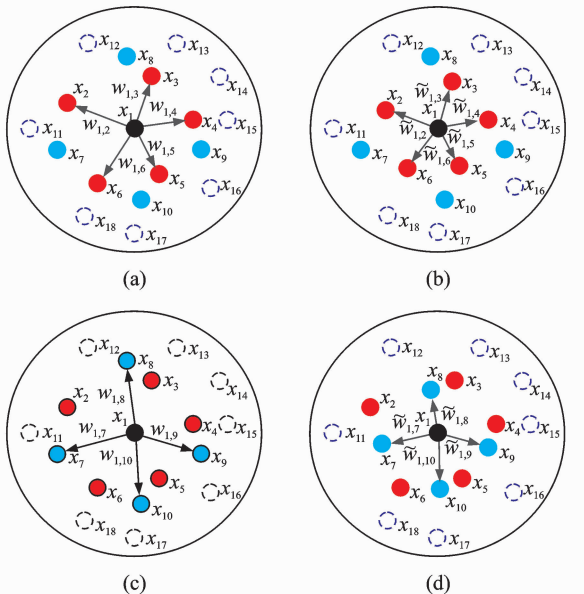 x12 x13
x8
x2 w1,3 x3 x14
x1 w1,4
x11 w1,2 x4 x15
x7 w1,6 w1,5 x9
x6 x5 x16
x10
x18 x17
(a)
x12 x13
x8
x2 w̃1,3 x3 x14
x1 w̃1,4
x11 w̃1,2 x4 x15
x7 w̃1,6 w̃1,5 x9
x6 x5 x16
x10
x18 x17
(b)
x12 x13
x8
x2 w1,8 x3 x14
x1
x11 w1,7 x4 x15
x7 w1,10 w1,9 x9
x6 x5 x16
x10
x18 x17
(c)
x12 x13
x8 x3
x2 x14
w̃1,7 x1 w̃1,8
x11 x4 x15
x7 w̃1,10 w̃1,9 x9
x6 x5 x16
x10
x18 x17
(d)